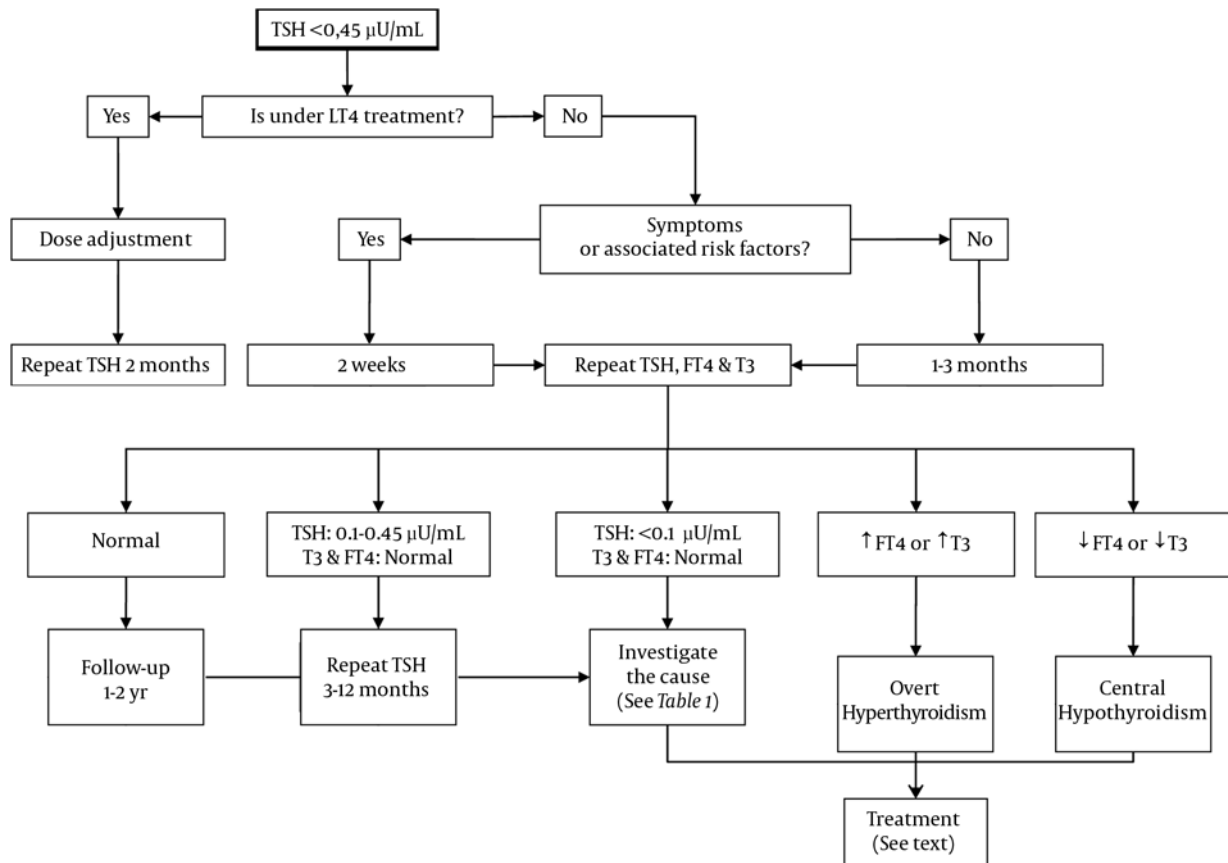 TSH <0,45 µU/mL
Yes
Is under LT4 treatment?
No
Dose adjustment
Yes
Symptoms
or associated risk factors?
No
Repeat TSH 2 months
2 weeks
Repeat TSH, FT4 & T3
1-3 months
Normal
TSH: 0.1-0.45 µU/mL
T3 & FT4: Normal
TSH: <0.1 µU/mL
T3 & FT4: Normal
↑FT4 or ↑T3
↓FT4 or ↓T3
Follow-up
1-2 yr
Repeat TSH
3-12 months
Investigate
the cause
(See Table 1)
Overt
Hyperthyroidism
Central
Hypothyroidism
Treatment
(See text)